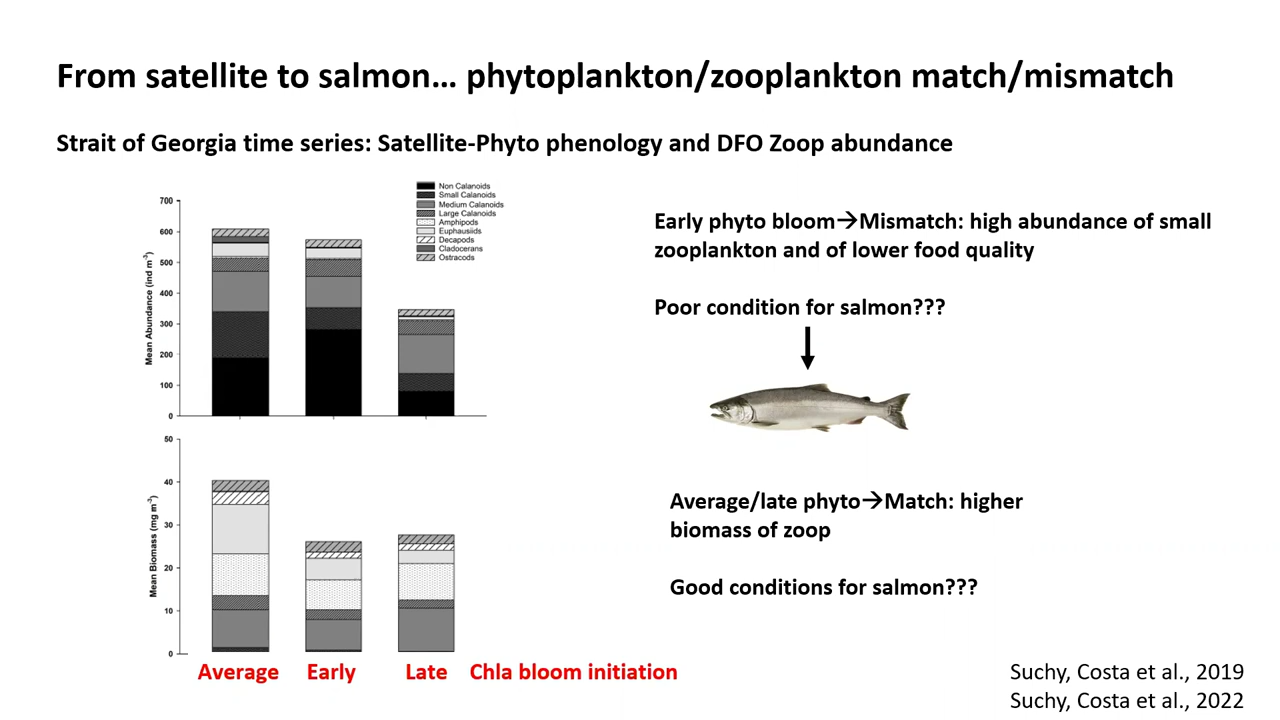 From satellite to salmon… phytoplankton/zooplankton match/mismatch
Strait of Georgia time series: Satellite-Phyto phenology and DFO Zoop abundance
Mean Abundance (ind m-3)
700
600
500
400
300
200
100
0
Non Calanoids
Small Calanoids
Medium Calanoids
Large Calanoids
Amphipods
Euphausiids
Decapods
Cladocerans
Ostracods
Early phyto bloom→Mismatch: high abundance of small
zooplankton and of lower food quality
Poor condition for salmon???
Mean Biomass (mg m-3)
50
40
30
20
10
0
Average/late phyto→Match: higher
biomass of zoop
Good conditions for salmon???
Average Early Late Chla bloom initiation
Suchy, Costa et al., 2019
Suchy, Costa et al., 2022